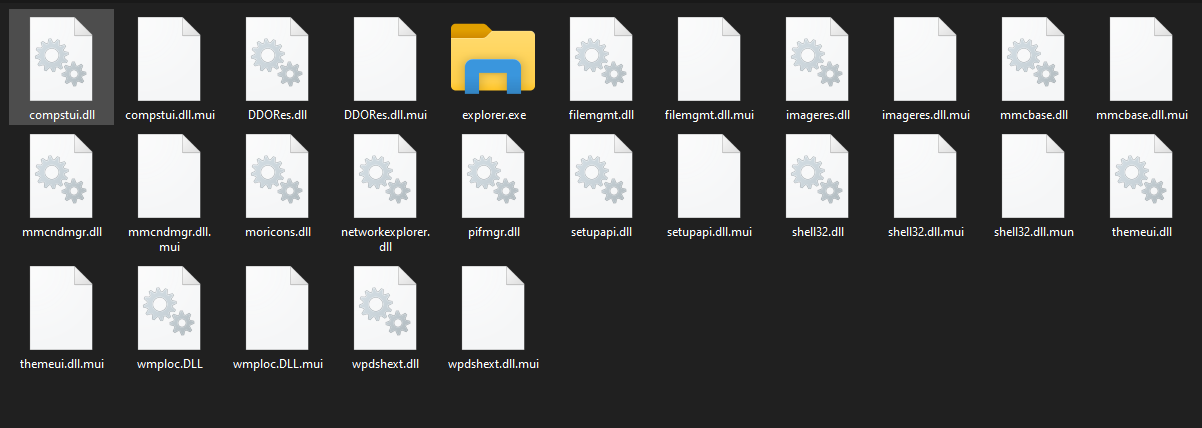 compstui.dll
compstui.dll.mui
DDORes.dll
DDORes.dll.mui
explorer.exe
filemgmt.dll
filemgmt.dll.mui
imageres.dll
imageres.dll.mui
mmcbase.dll
mmcbase.dll.mui
mmcndmgr.dll
mmcndmgr.dll.
mui
moricons.dll
networkexplorer.
dll
pifmgr.dll
setupapi.dll
setupapi.dll.mui
shell32.dll
shell32.dll.mui
shell32.dll.mun
themeui.dll
themeui.dll.mui
wmploc.DLL
wmploc.DLL.mui
wpdshext.dll
wpdshext.dll.mui